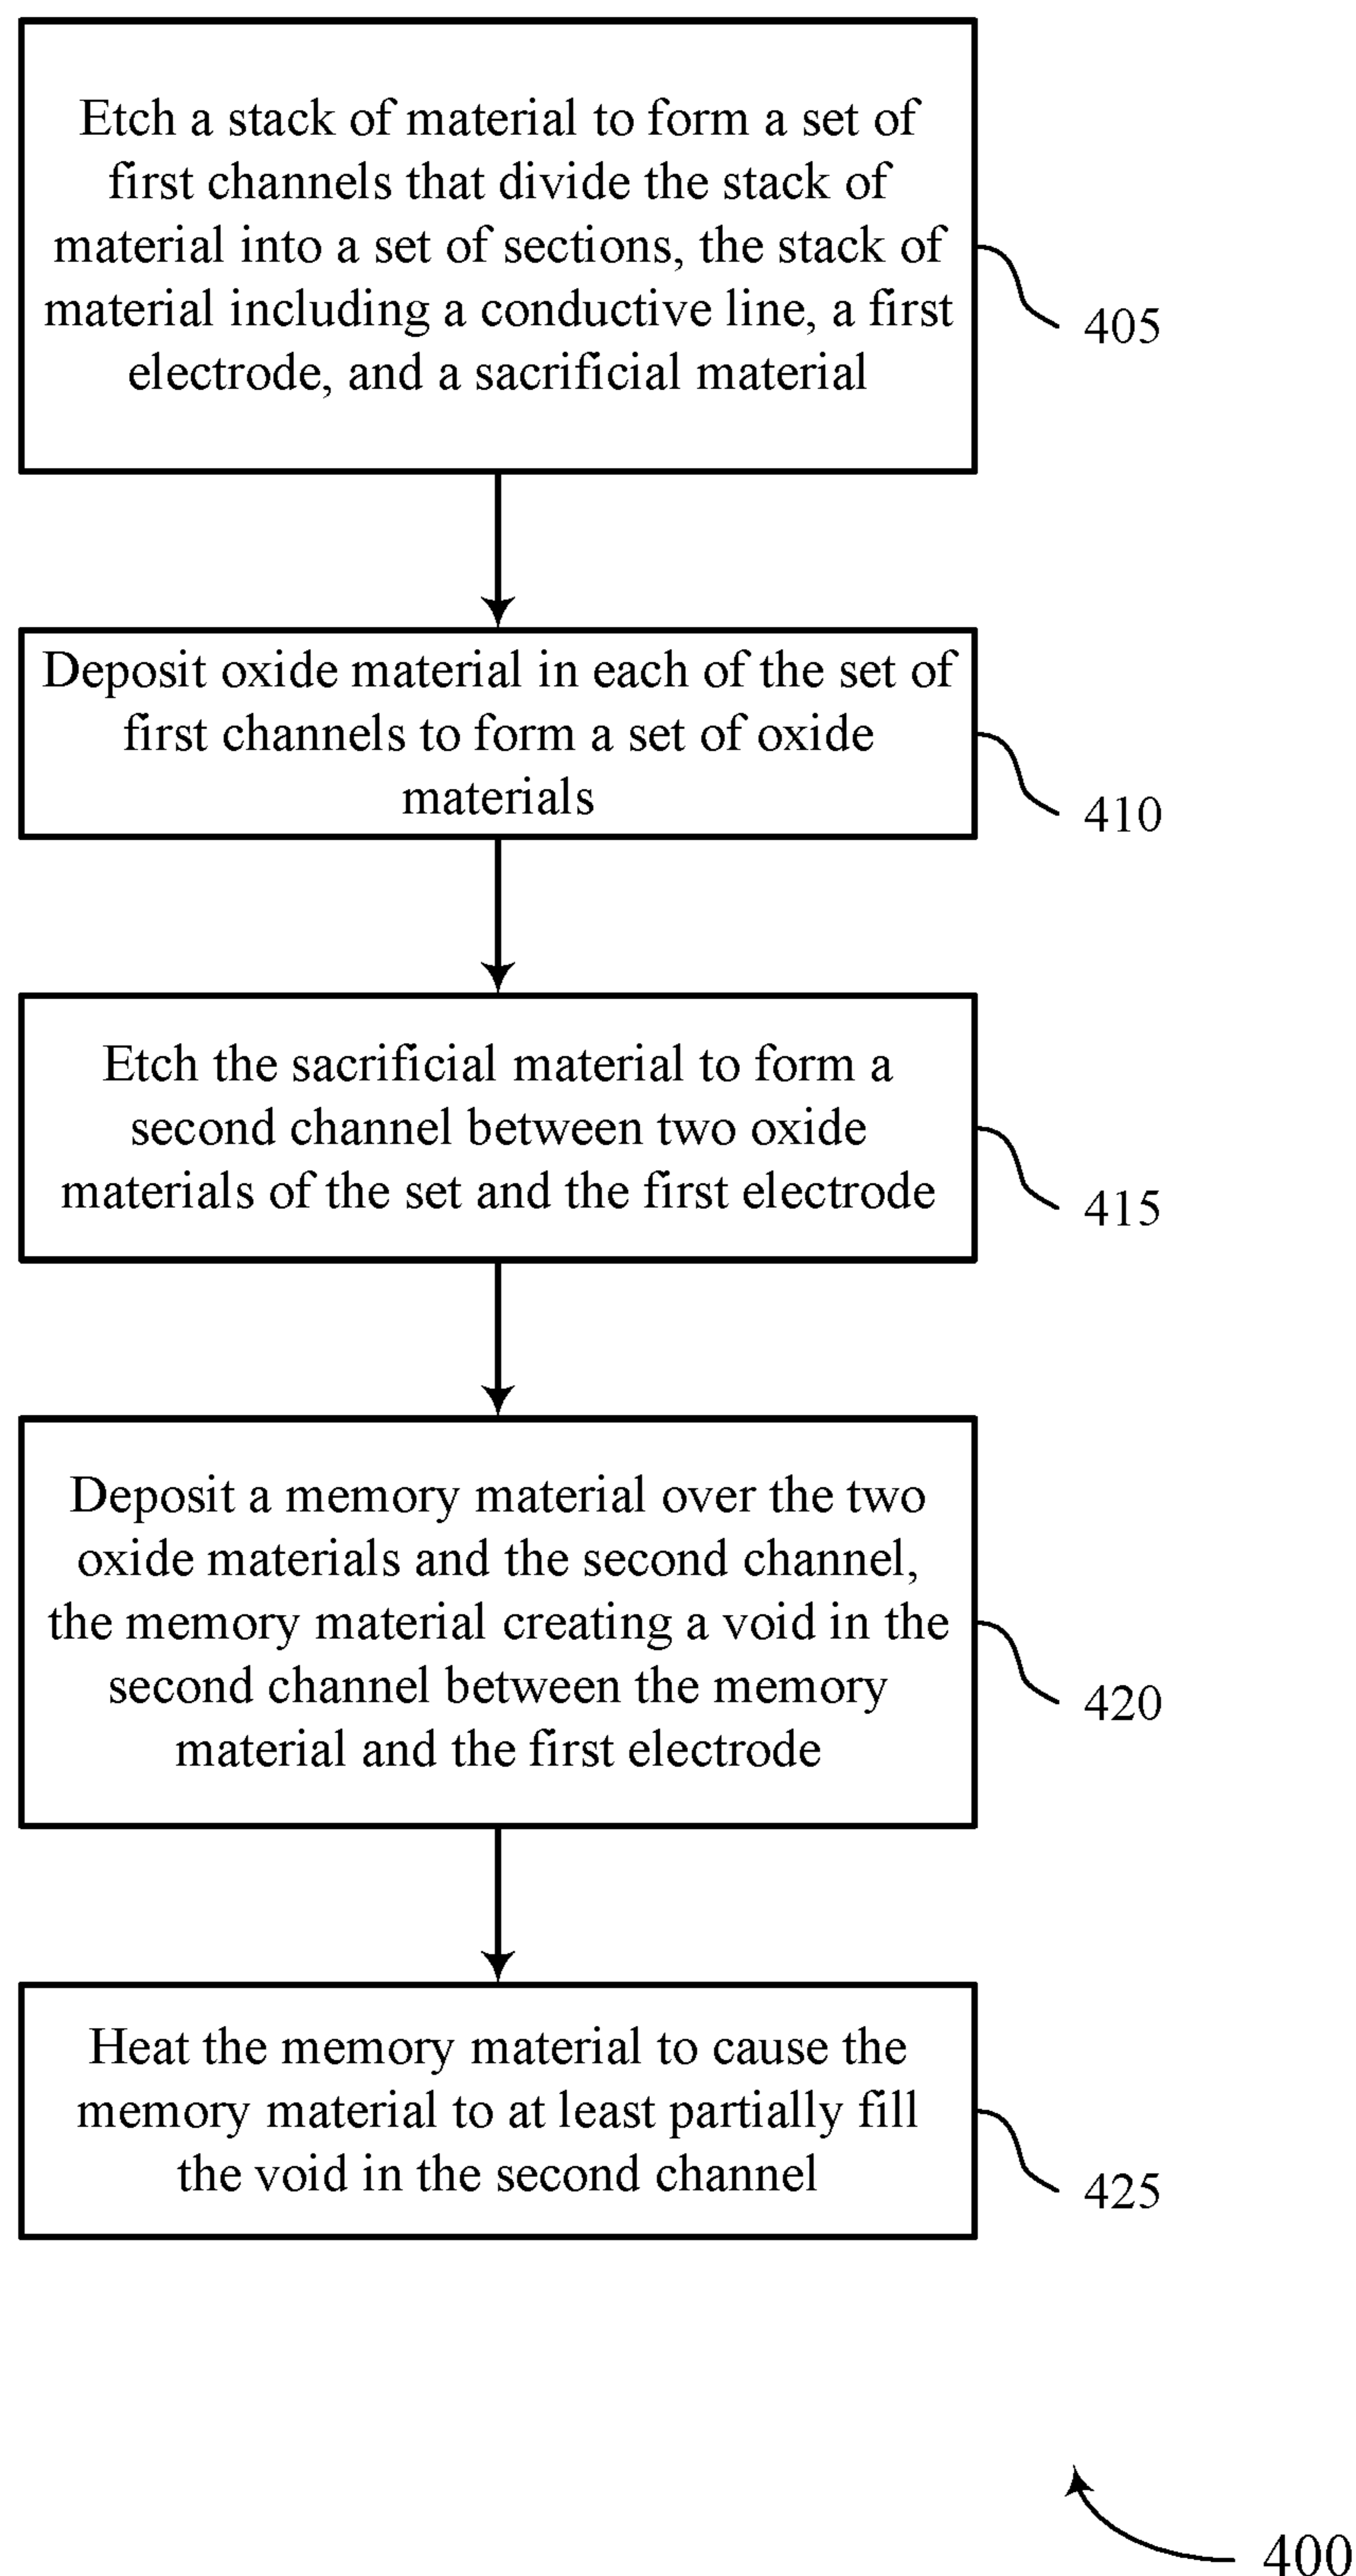 Etch a stack of material to form a set of
first channels that divide the stack of
material into a set of sections, the stack of
material including a conductive line, a first
electrode, and a sacrificial material
405
Deposit oxide material in each of the set of
first channels to form a set of oxide
materials
410
Etch the sacrificial material to form a
second channel between two oxide
materials of the set and the first electrode
415
Deposit a memory material over the two
oxide materials and the second channel,
the memory material creating a void in the
second channel between the memory
material and the first electrode
420
Heat the memory material to cause the
memory material to at least partially fill
the void in the second channel
425
400